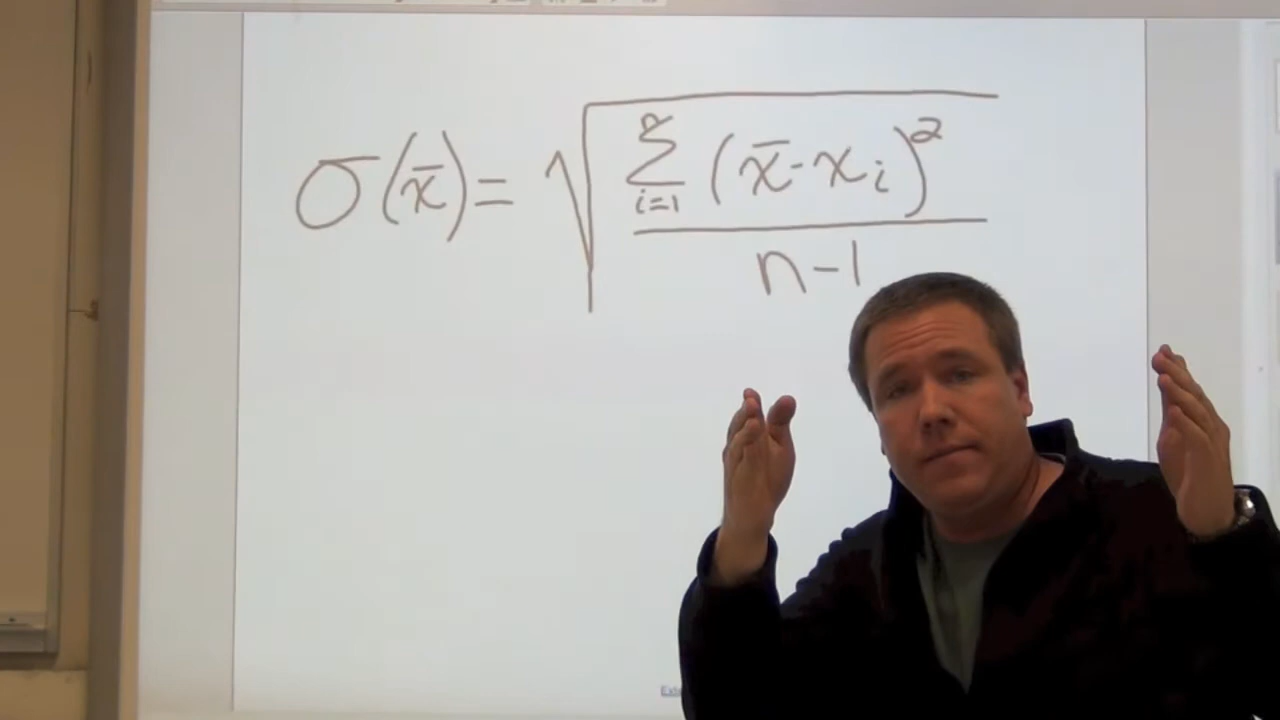 σ(x̄) = √( Σ_{i=1}^{n} (x̄ - x_i)² / (n-1) )